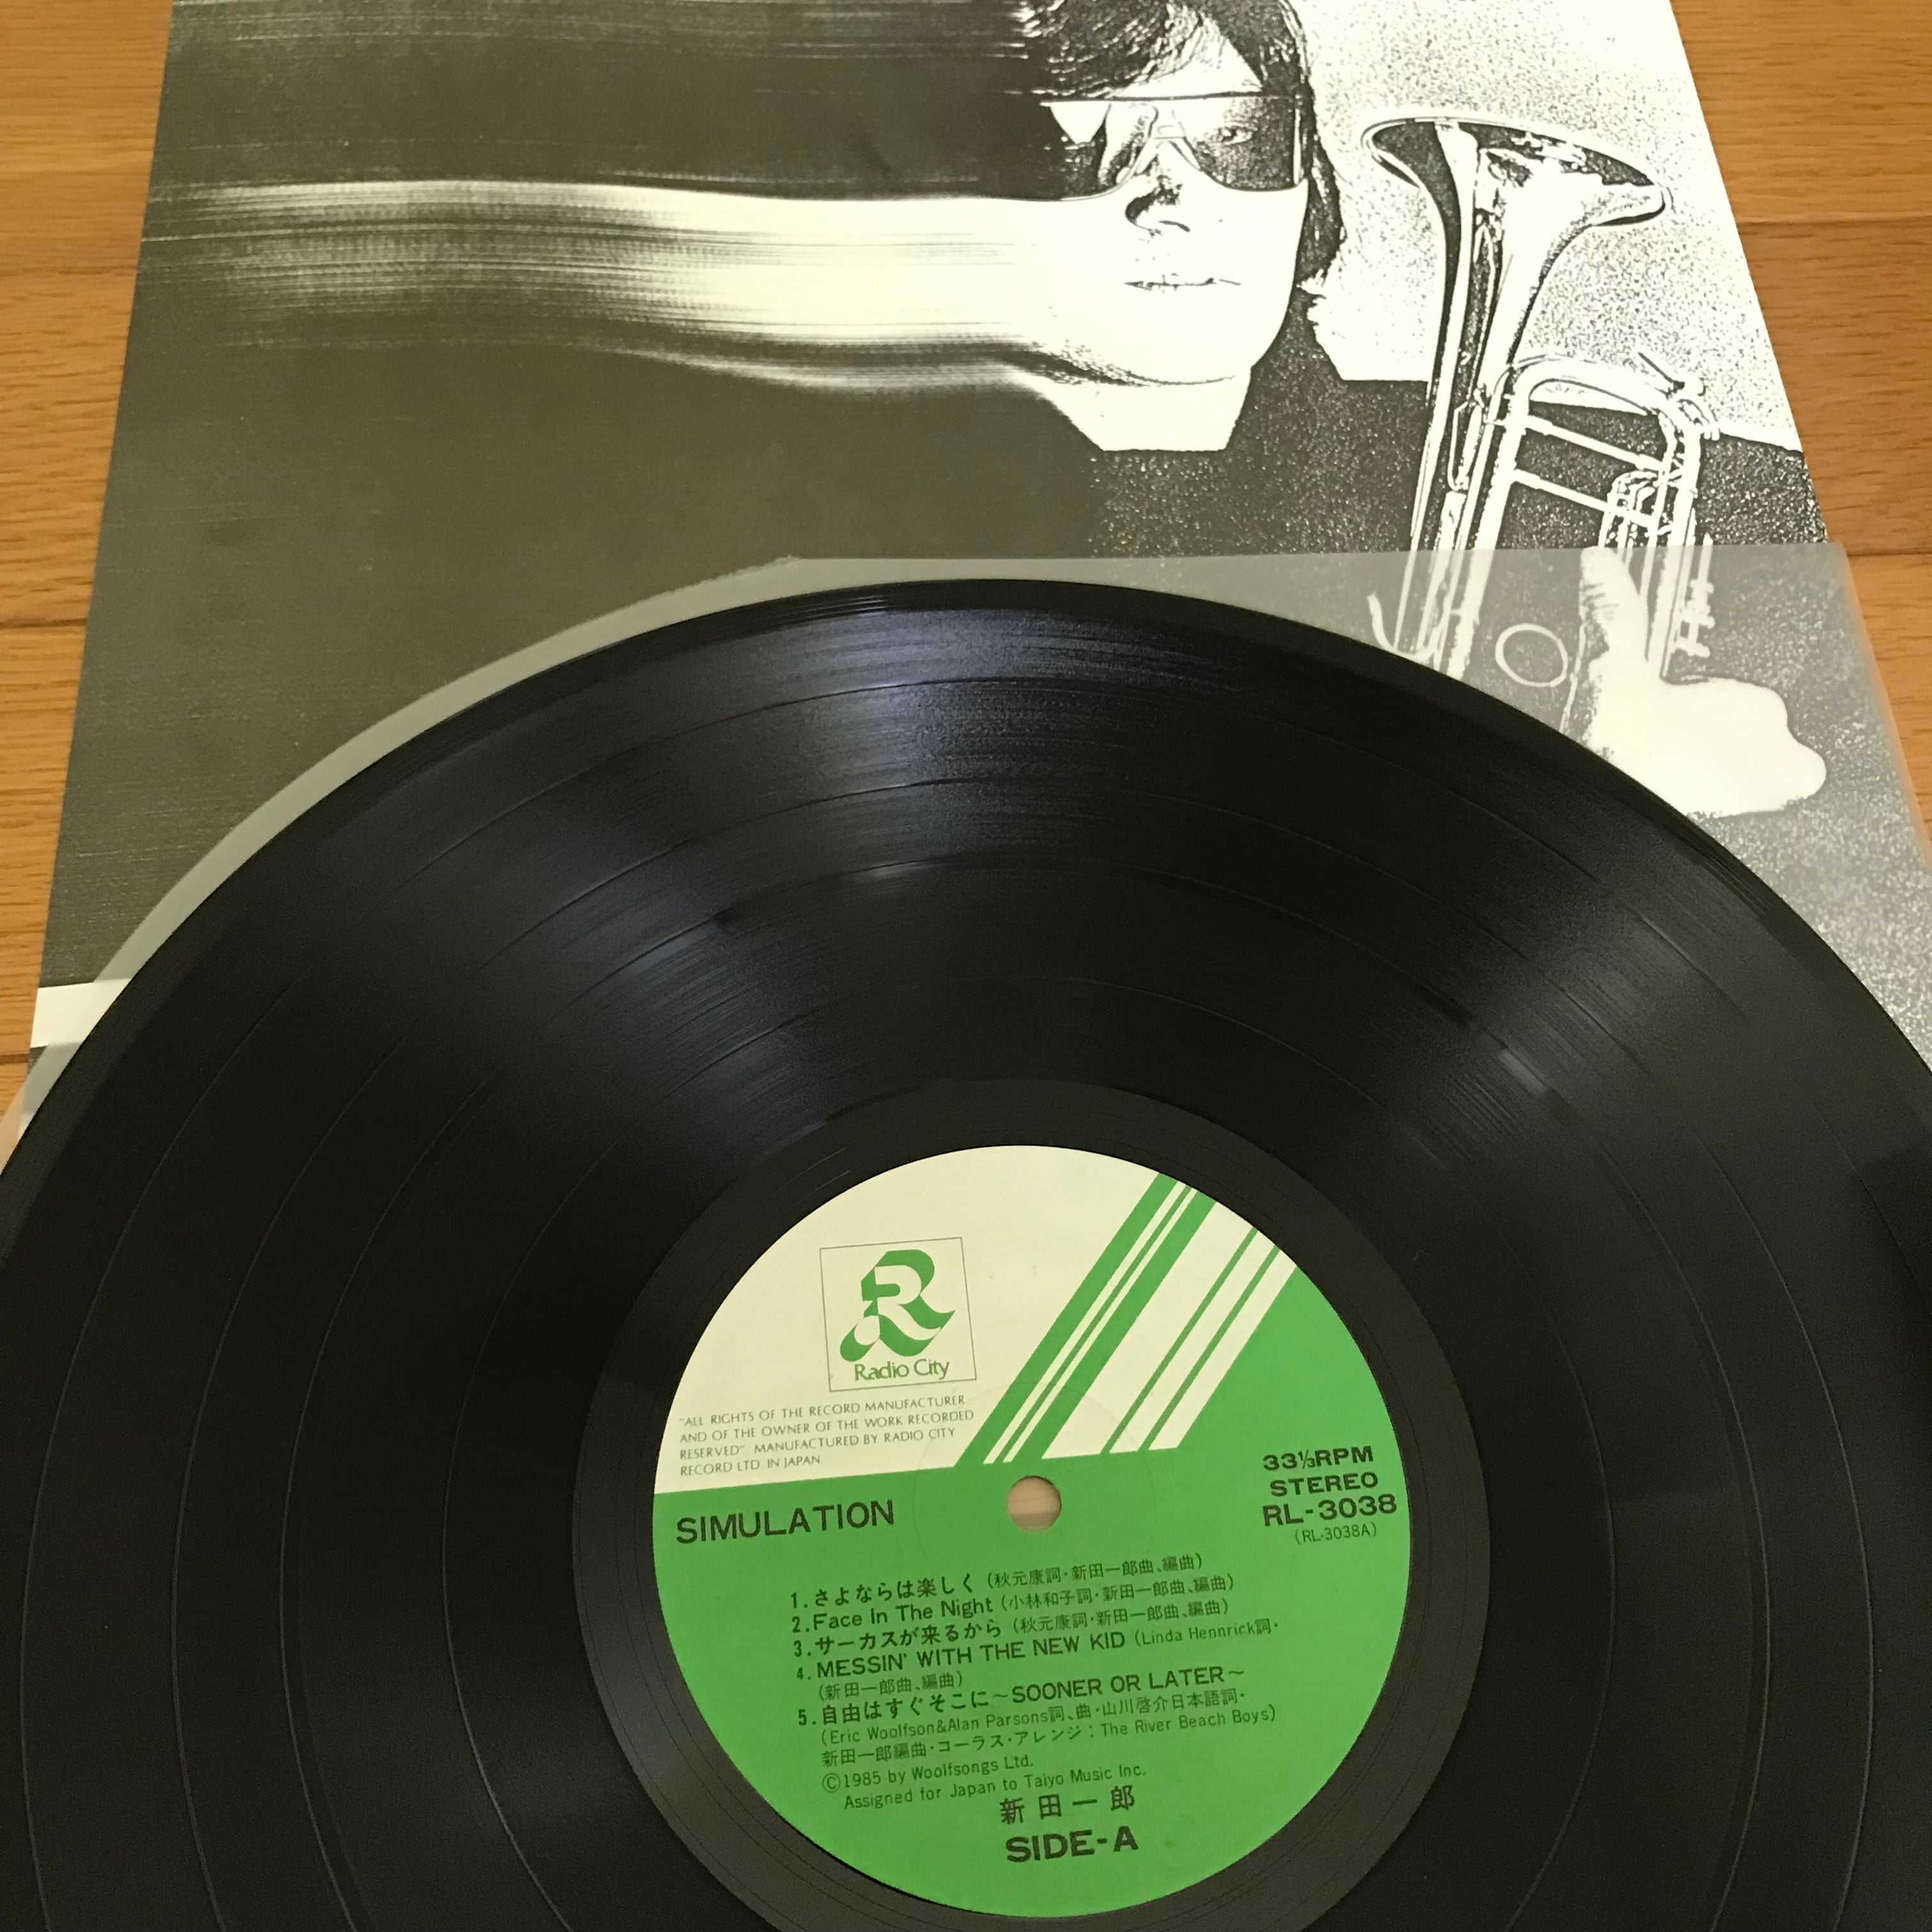 Radio City
"ALL RIGHTS OF THE RECORD MANUFACTURER
AND OF THE OWNER OF THE WORK RECORDED
RESERVED" MANUFACTURED BY RADIO CITY
RECORD LTD. IN JAPAN
SIMULATION
33⅓RPM
STEREO
RL-3038
(RL-3038A)
1.さよならは楽しく(秋元康詞・新田一郎曲、編曲)
2.Face In The Night(小林和子詞・新田一郎曲、編曲)
3.サーカスが来るから(秋元康詞・新田一郎曲、編曲)
4.MESSIN' WITH THE NEW KID(Linda Hennrick詞・
(新田一郎曲、編曲)
5.自由はすぐそこに〜SOONER OR LATER〜
(Eric Woolfson&Alan Parsons詞、曲・山川啓介日本語詞・
新田一郎編曲・コーラス・アレンジ:The River Beach Boys)
©1985 by Woolfsongs Ltd.
Assigned for Japan to Taiyo Music Inc.
新田一郎
SIDE-A